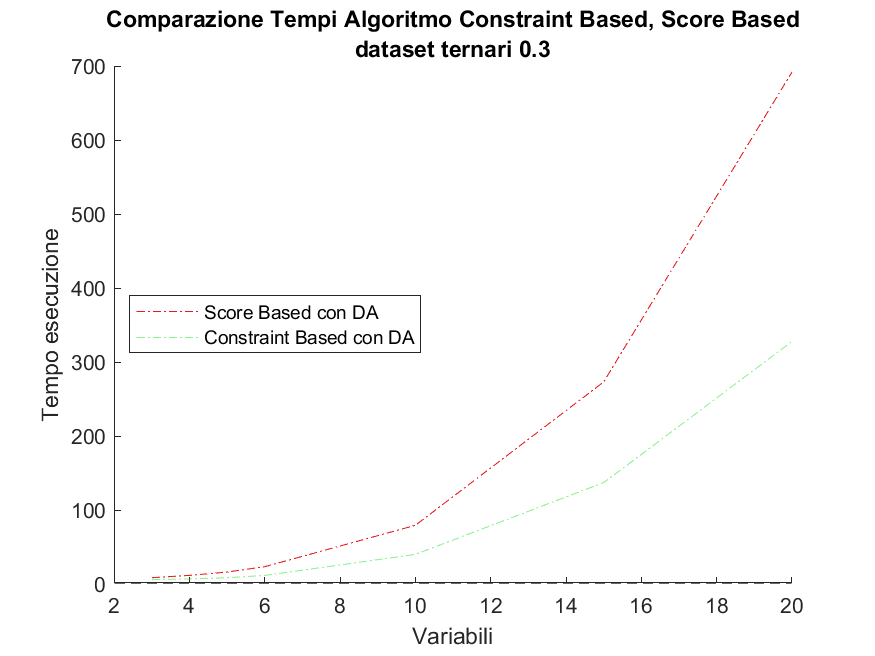 Comparazione Tempi Algoritmo Constraint Based, Score Based
dataset ternari 0.3
700
600
500
400
300
200
100
0
Tempo esecuzione
Score Based con DA
Constraint Based con DA
2 4 6 8 10 12 14 16 18 20
Variabili